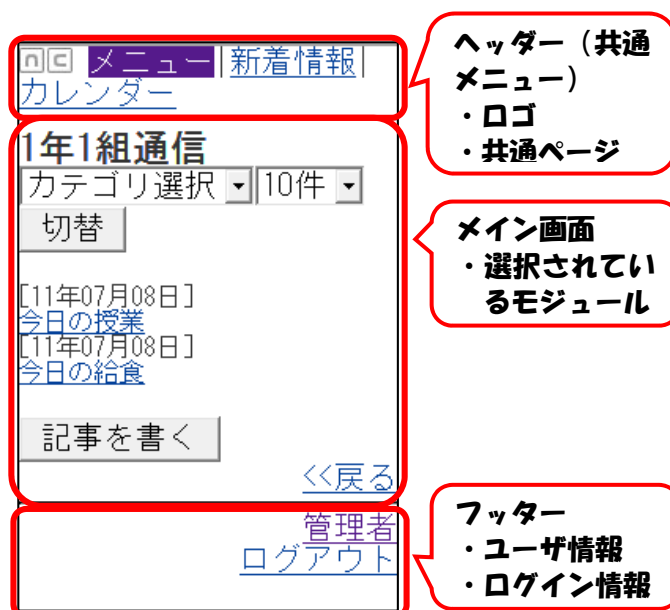 nc メニュー|新着情報|
カレンダー
1年1組通信
カテゴリ選択 10件
切替
[11年07月08日]
今日の授業
[11年07月08日]
今日の給食
記事を書く
<<戻る
管理者
ログアウト
ヘッダー（共通
メニュー）
・ロゴ
・共通ページ
メイン画面
・選択されてい
るモジュール
フッター
・ユーザ情報
・ログイン情報